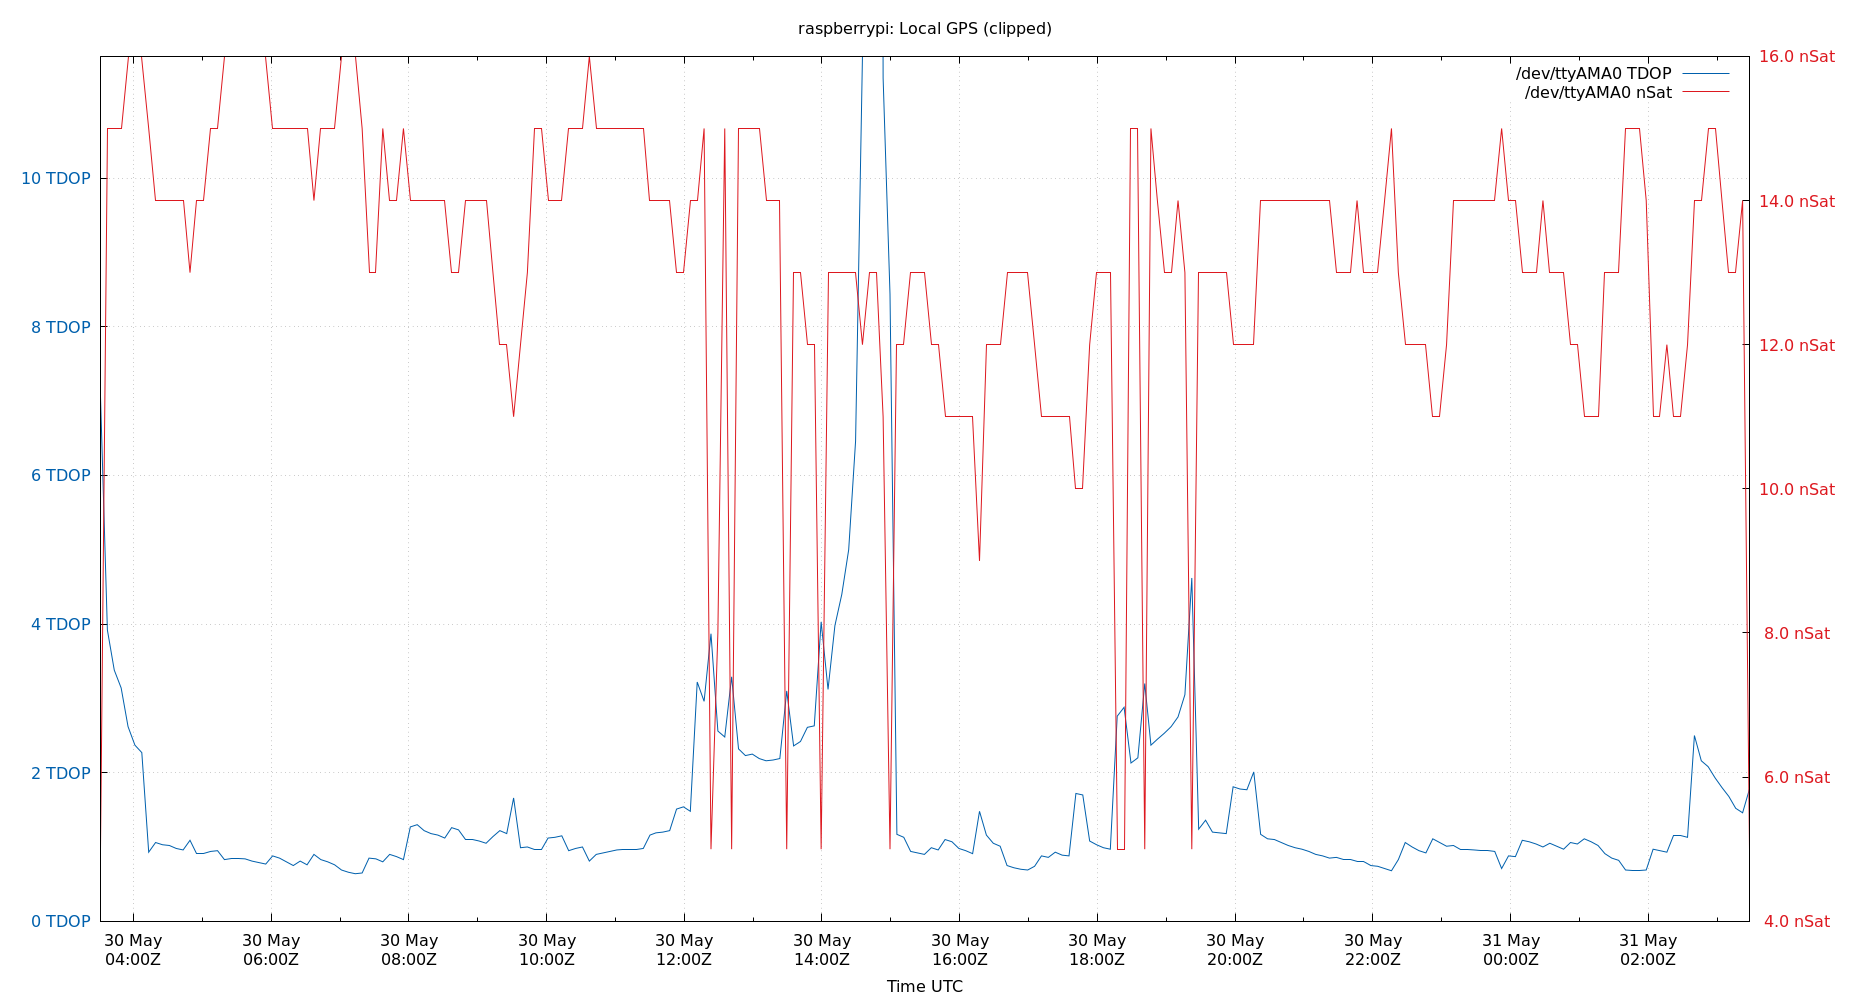 raspberrypi: Local GPS (clipped)
16.0 nSat
/dev/ttyAMA0 TDOP
/dev/ttyAMA0 nSat
10 TDOP
14.0 nSat
8 TDOP
12.0 nSat
6 TDOP
10.0 nSat
4 TDOP
8.0 nSat
2 TDOP
6.0 nSat
0 TDOP
4.0 nSat
30 May
04:00Z
30 May
06:00Z
30 May
08:00Z
30 May
10:00Z
30 May
12:00Z
30 May
14:00Z
30 May
16:00Z
30 May
18:00Z
30 May
20:00Z
30 May
22:00Z
31 May
00:00Z
31 May
02:00Z
Time UTC